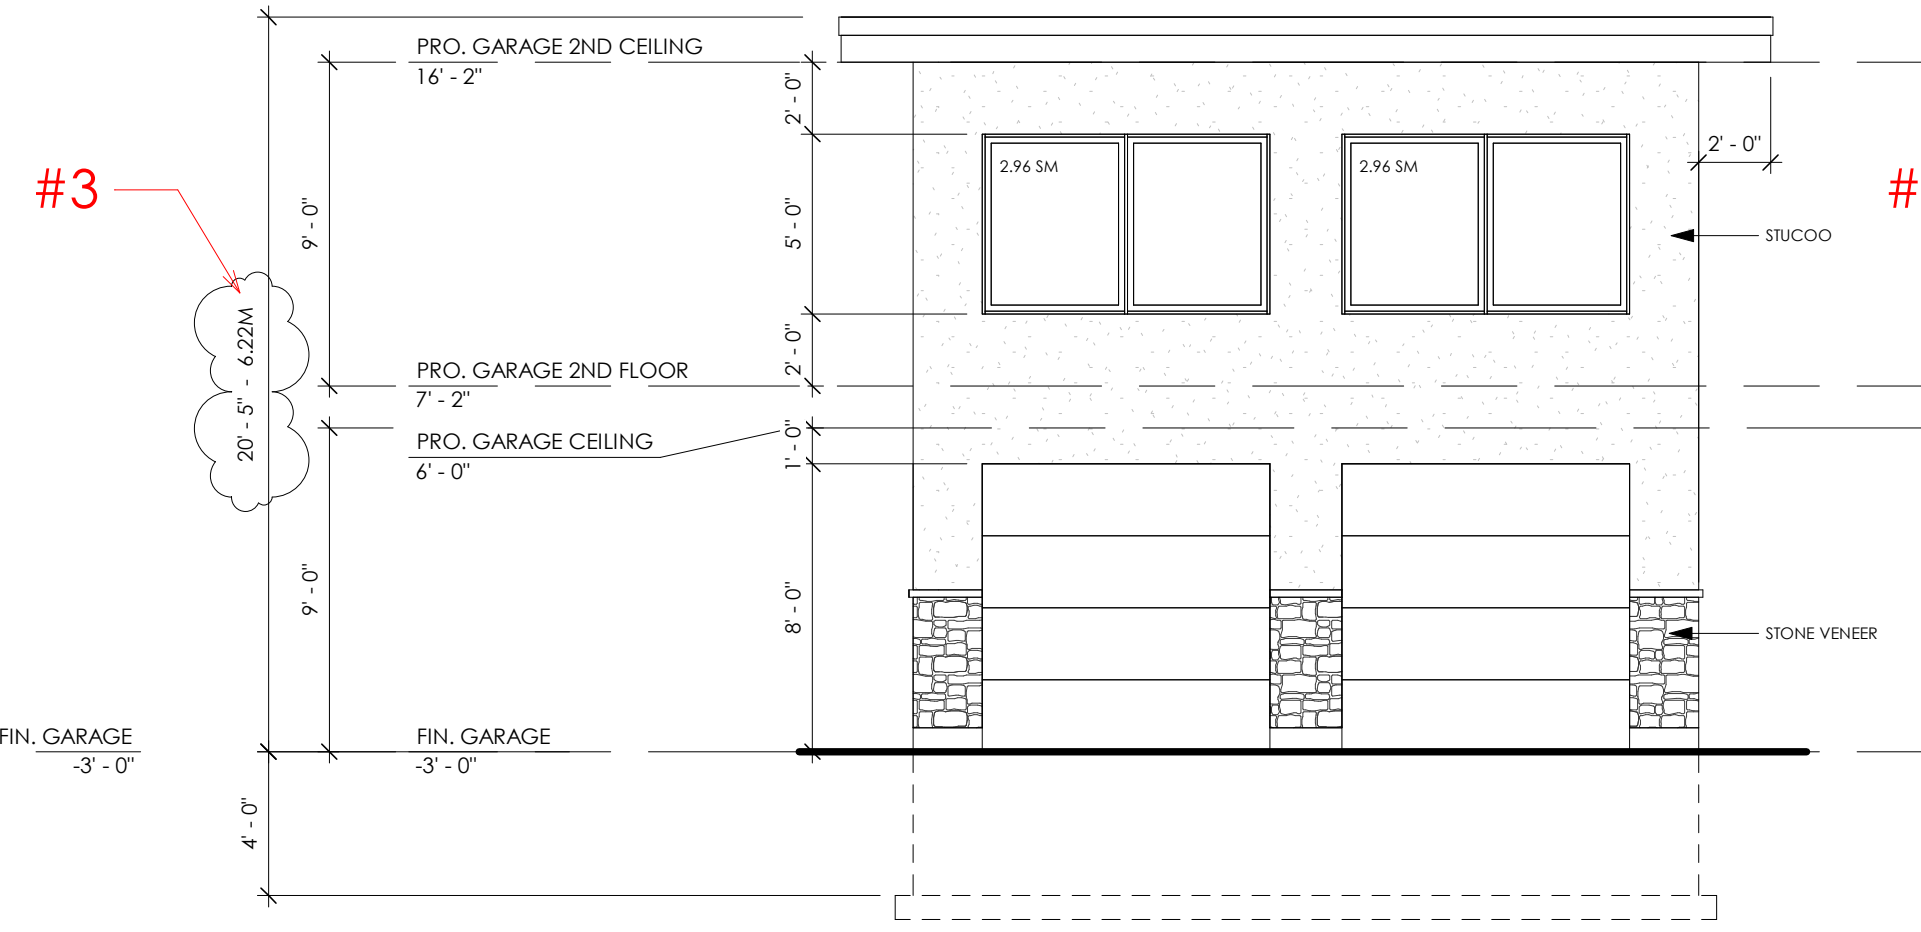 PRO. GARAGE 2ND CEILING
16' - 2"
2' - 0"
#3
2.96 SM
2.96 SM
2' - 0"
#
9' - 0"
5' - 0"
STUCOO
20' - 5" - 6.22M
2' - 0"
PRO. GARAGE 2ND FLOOR
7' - 2"
PRO. GARAGE CEILING
6' - 0"
1' - 0"
9' - 0"
8' - 0"
STONE VENEER
FIN. GARAGE
-3' - 0"
FIN. GARAGE
-3' - 0"
4' - 0"